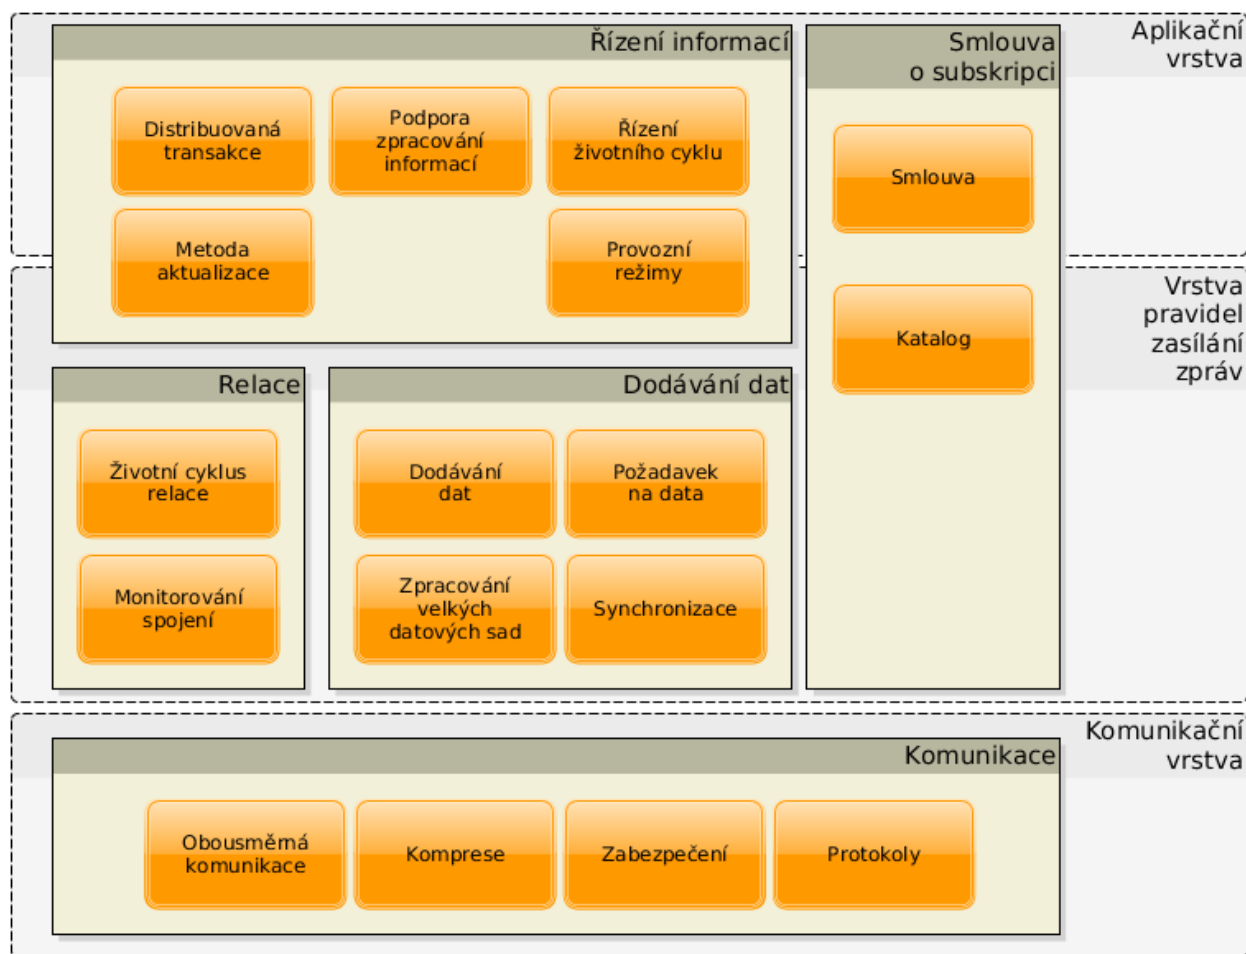 Aplikační
vrstva
Řízení informací
Distribuovaná
transakce
Podpora
zpracování
informací
Řízení
životního cyklu
Metoda
aktualizace
Provozní
režimy
Smlouva
o subskripci
Smlouva
Katalog
Vrstva
pravidel
zasílání
zpráv
Relace
Životní cyklus
relace
Monitorování
spojení
Dodávání dat
Dodávání
dat
Požadavek
na data
Zpracování
velkých
datových sad
Synchronizace
Komunikační
vrstva
Komunikace
Obousměrná
komunikace
Komprese
Zabezpečení
Protokoly